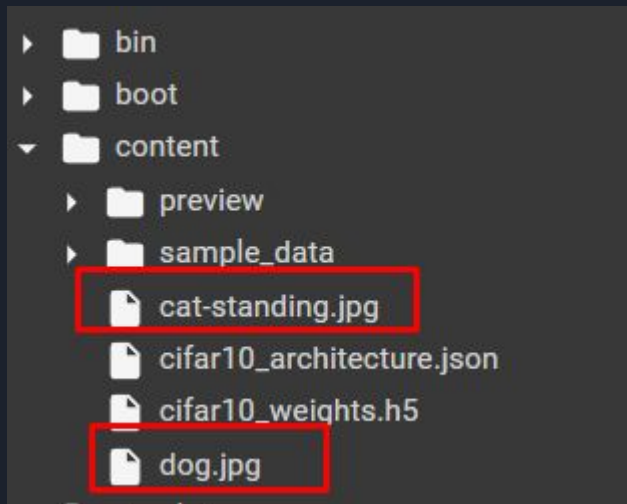 bin
boot
content
preview
sample_data
cat-standing.jpg
cifar10_architecture.json
cifar10_weights.h5
dog.jpg